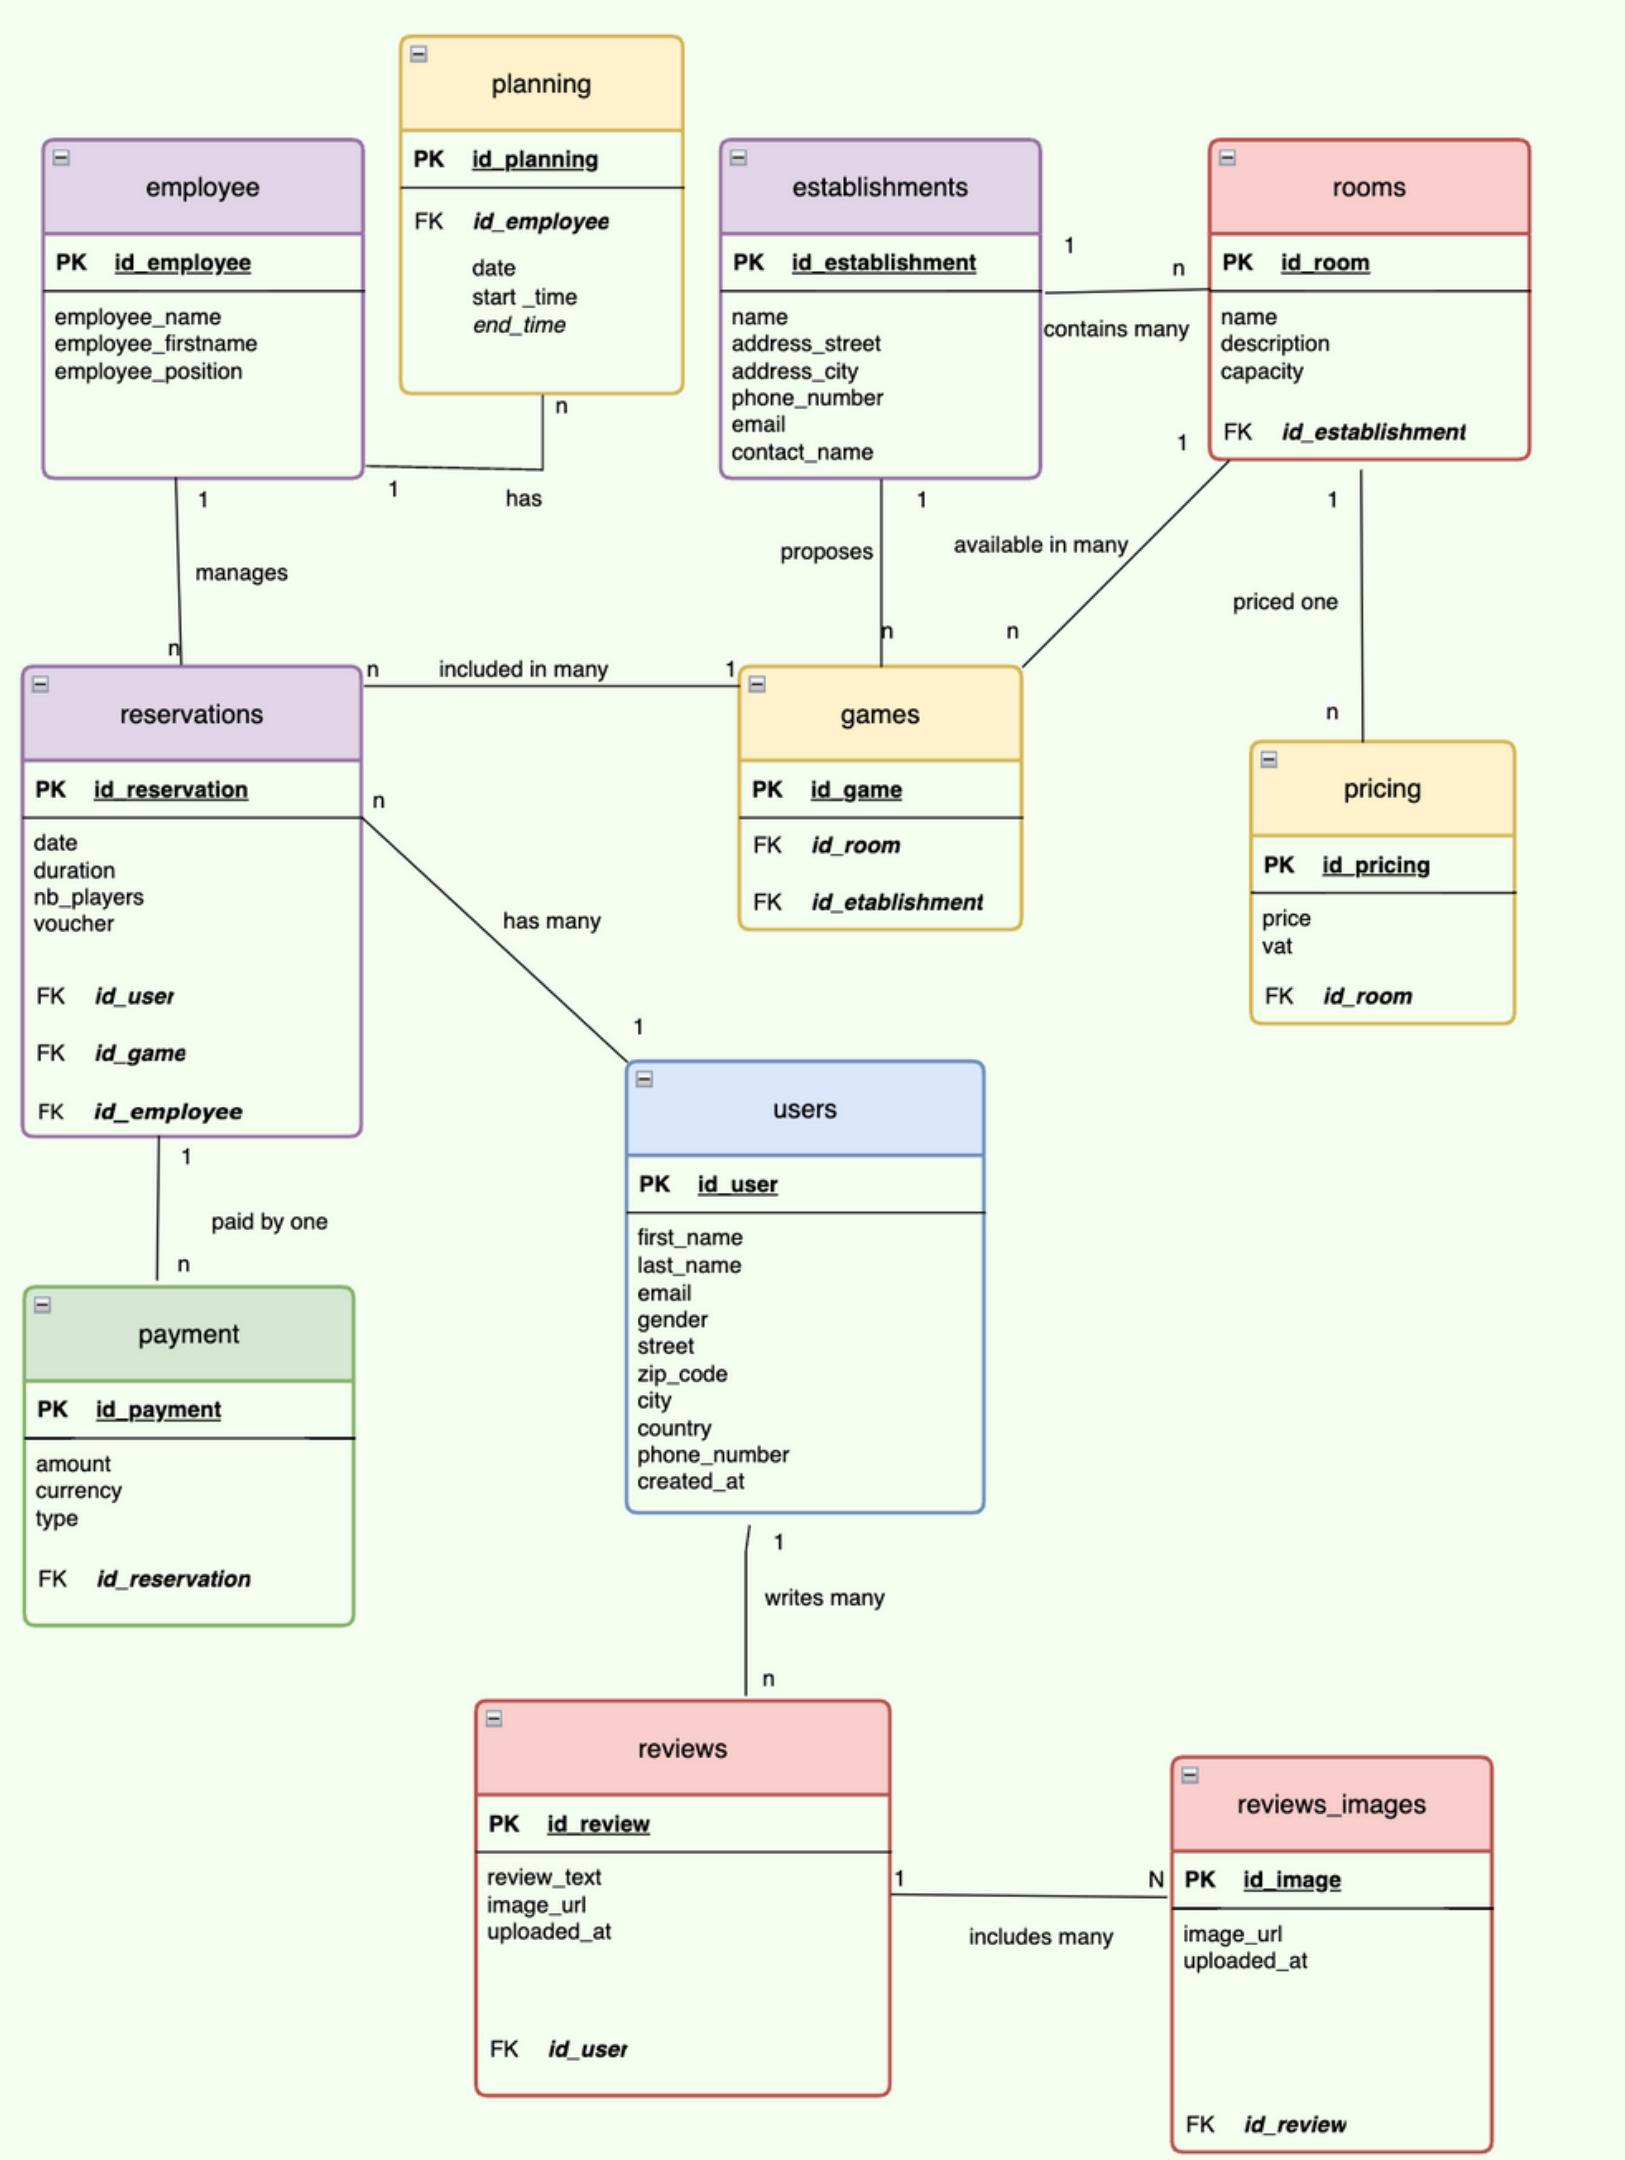 planning
PK id_planning
FK id_employee
date
start _time
end_time
employee
PK id_employee
employee_name
employee_firstname
employee_position
establishments
PK id_establishment
name
address_street
address_city
phone_number
email
contact_name
rooms
PK id_room
name
description
capacity
FK id_establishment
1
n
contains many
n
1
has
1
manages
n
1
proposes
n
1
available in many
n
1
priced one
n
n
included in many
1
reservations
PK id_reservation
date
duration
nb_players
voucher
FK id_user
FK id_game
FK id_employee
games
PK id_game
FK id_room
FK id_etablishment
pricing
PK id_pricing
price
vat
FK id_room
n
has many
1
users
PK id_user
first_name
last_name
email
gender
street
zip_code
city
country
phone_number
created_at
1
paid by one
n
payment
PK id_payment
amount
currency
type
FK id_reservation
1
writes many
n
reviews
PK id_review
review_text
image_url
uploaded_at
FK id_user
1
N
includes many
reviews_images
PK id_image
image_url
uploaded_at
FK id_review